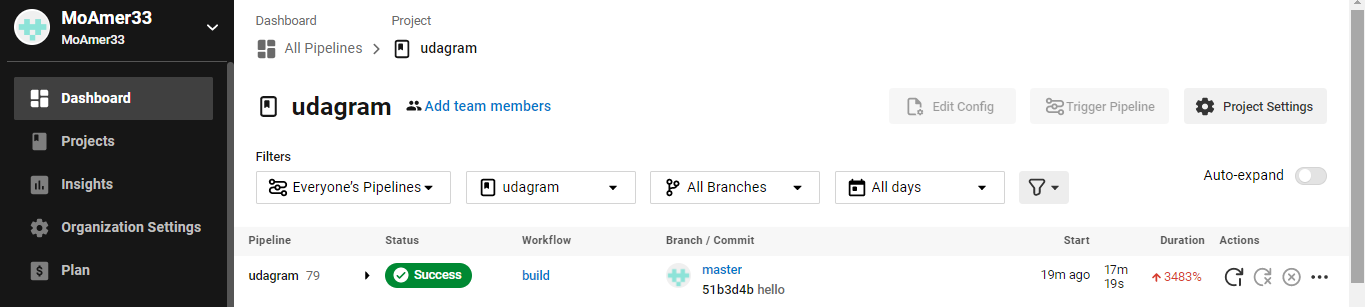 MoAmer33
MoAmer33
Dashboard
Projects
Insights
Organization Settings
Plan
Dashboard Project
All Pipelines udagram
udagram Add team members Edit Config Trigger Pipeline Project Settings
Filters
Everyone's Pipelines udagram All Branches All days Auto-expand
Pipeline Status Workflow Branch / Commit Start Duration Actions
udagram 79 Success build master 19m ago 17m 3483%
51b3d4b hello 19s